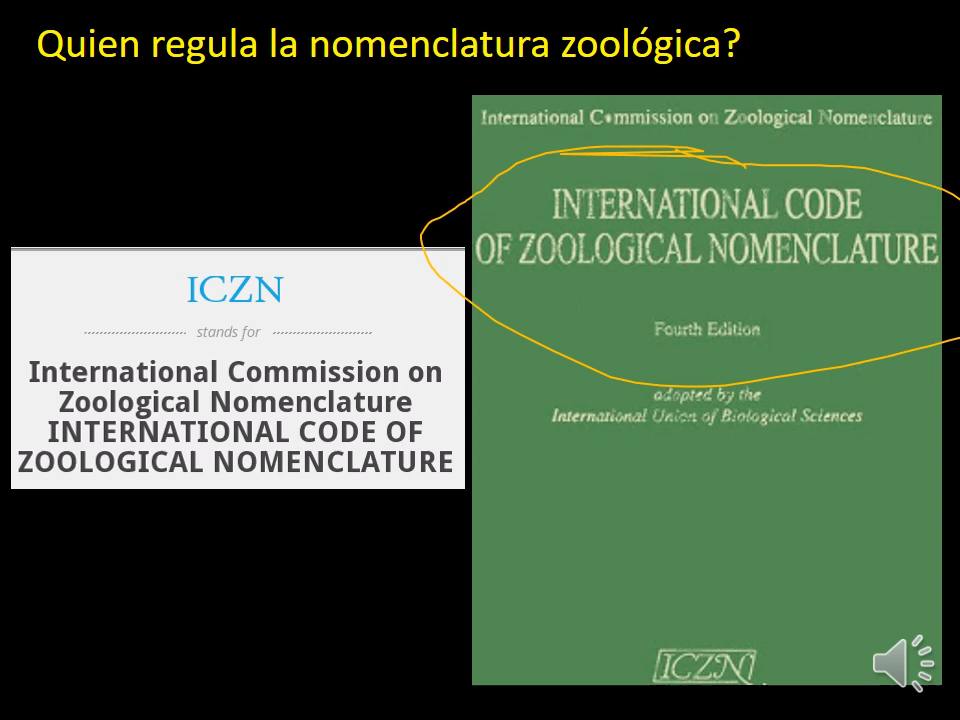 Quien regula la nomenclatura zoológica?
ICZN
stands for
International Commission on
Zoological Nomenclature
INTERNATIONAL CODE OF
ZOOLOGICAL NOMENCLATURE
International Commission on Zoological Nomenclature
INTERNATIONAL CODE
OF ZOOLOGICAL NOMENCLATURE
Fourth Edition
adopted by the
International Union of Biological Sciences
ICZN